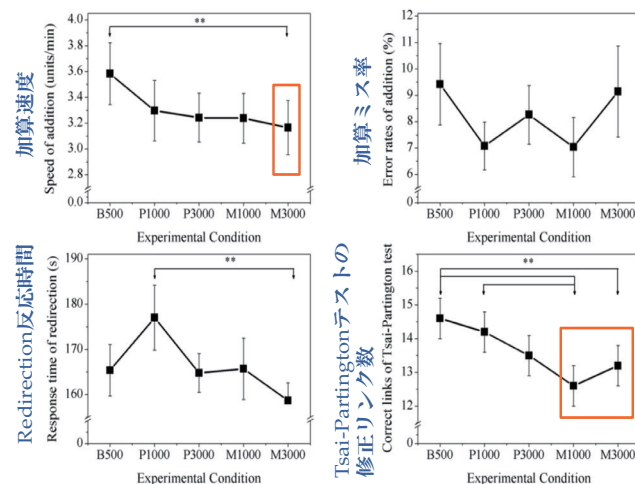 加算速度
Speed of addition (units/min)
4.0
3.6
3.2
2.8
0.0
**
B500 P1000 P3000 M1000 M3000
Experimental Condition
加算ミス率
Error rates of addition (%)
12
11
10
9
8
7
6
0
B500 P1000 P3000 M1000 M3000
Experimental Condition
Redirection反応時間
Response time of redirection (s)
190
180
170
160
0
**
B500 P1000 P3000 M1000 M3000
Experimental Condition
Tsai-Partingtonテストの
修正リンク数
Correct links of Tsai-Partington test
16
15
14
13
12
0
**
B500 P1000 P3000 M1000 M3000
Experimental Condition